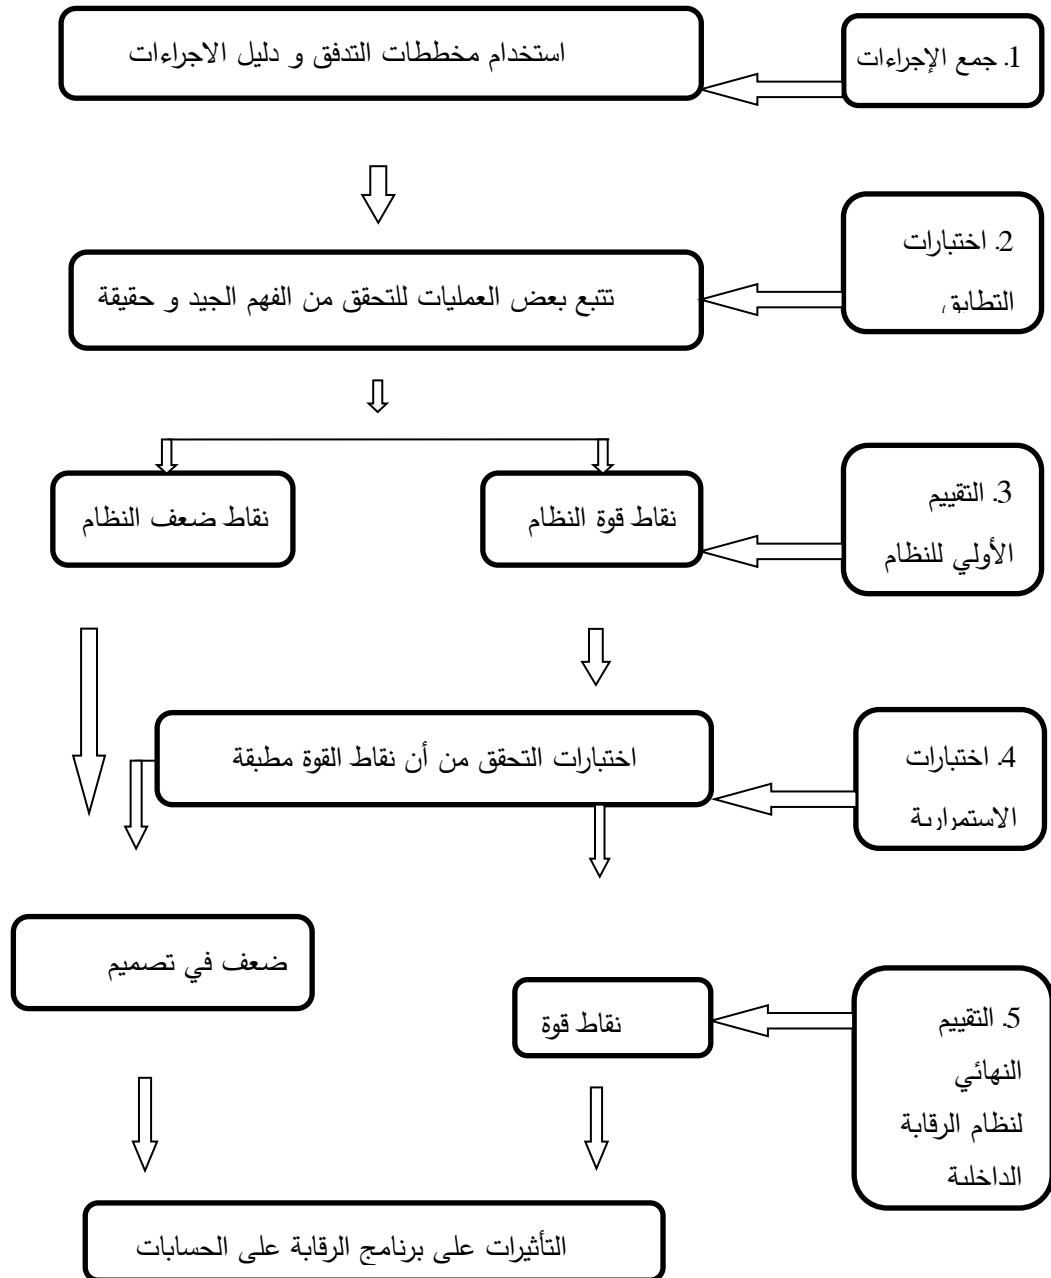 1. جمع الإجراءات
استخدام مخططات التدفق و دليل الاجراءات
2. اختبارات
التطابق
تتبع بعض العمليات للتحقق من الفهم الجيد و حقيقة
3. التقييم
الأولي للنظام
نقاط قوة النظام
نقاط ضعف النظام
4. اختبارات
الاستمرارية
اختبارات التحقق من أن نقاط القوة مطبقة
5. التقييم
النهائي
لنظام الرقابة
الداخلية
نقاط قوة
ضعف في تصميم
التأثيرات على برنامج الرقابة على الحسابات